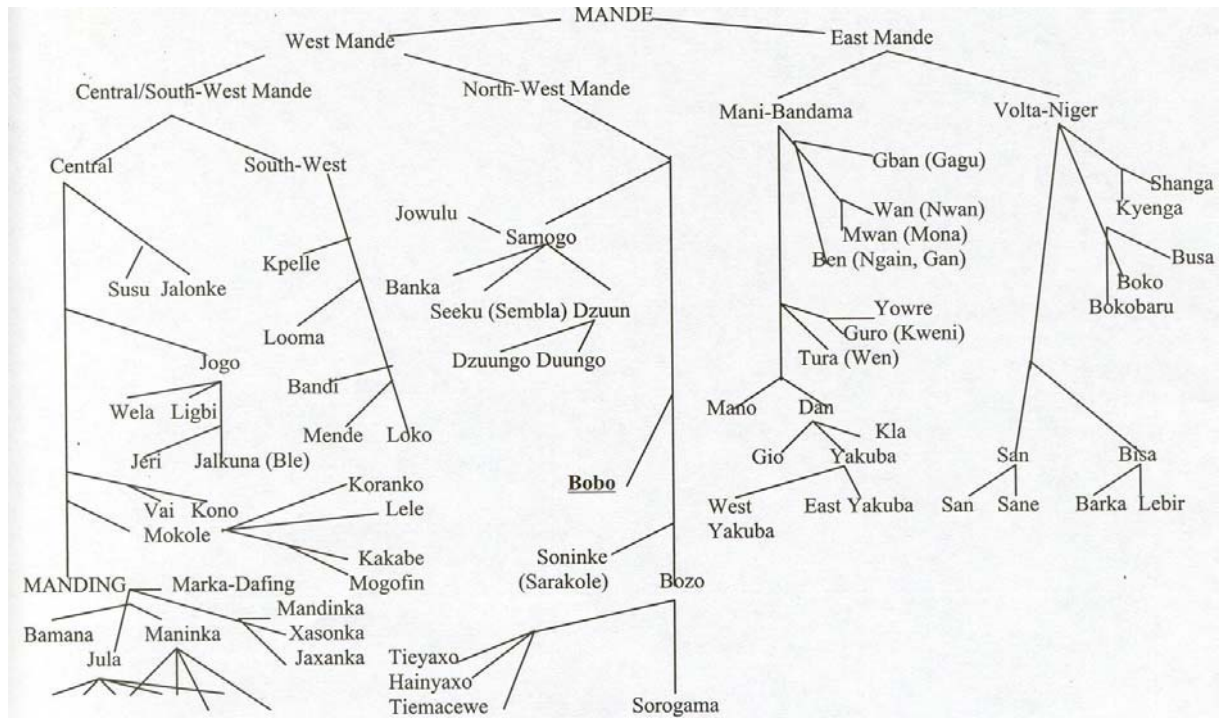 MANDE
West Mande
East Mande
Central/South-West Mande
North-West Mande
Mani-Bandama
Volta-Niger
Central
South-West
Gban (Gagu)
Shanga
Kyenga
Jowulu
Samogo
Wan (Nwan)
Mwan (Mona)
Ben (Ngain, Gan)
Kpelle
Banka
Busa
Susu Jalonke
Seeku (Sembla) Dzuun
Boko
Bokobaru
Looma
Yowre
Guro (Kweni)
Tura (Wen)
Jogo
Dzuungo Duungo
Bandi
Wela Ligbi
Mano
Dan
Kla
Mende Loko
Jeri
Jalkuna (Ble)
Gio
Yakuba
San
Bisa
Koranko
Bobo
Lele
Vai Kono
Mokole
West
Yakuba
East Yakuba
San Sane
Barka Lebir
Kakabe
Mogofin
Soninke
(Sarakole)
Bozo
MANDING
Marka-Dafing
Mandinka
Xasonka
Jaxanka
Bamana
Maninka
Jula
Tieyaxo
Hainyaxo
Tiemacewe
Sorogama